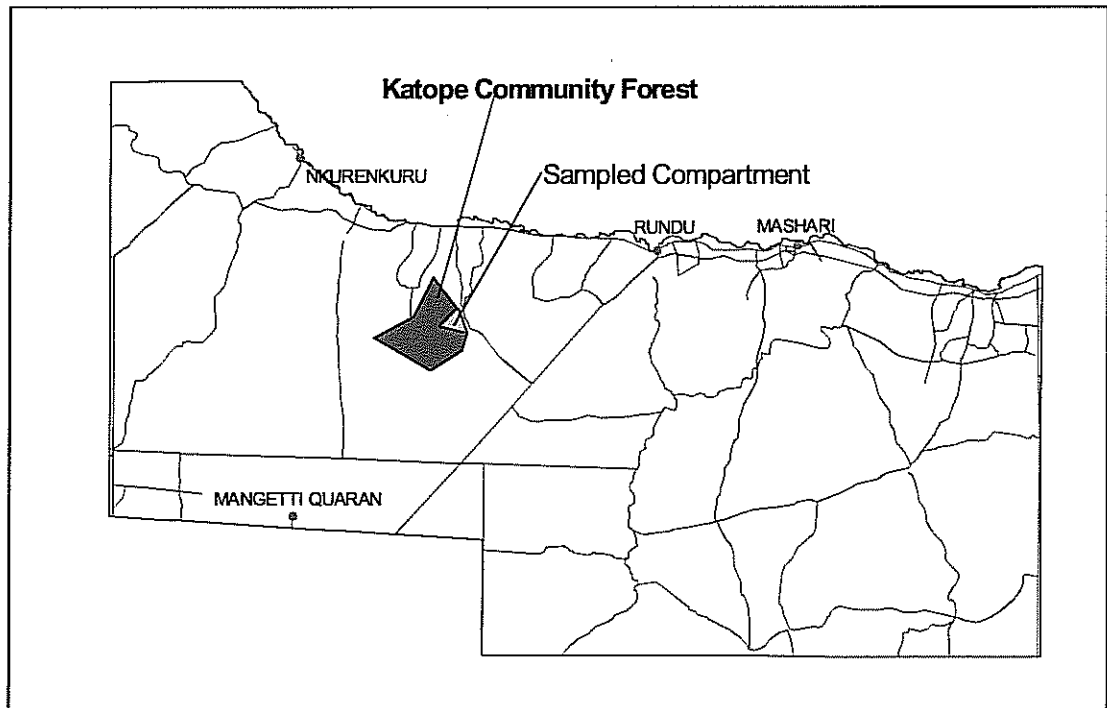 Katope Community Forest
Sampled Compartment
NKURENKURU
RUNDU
MASHARI
MANGETTI QUARAN